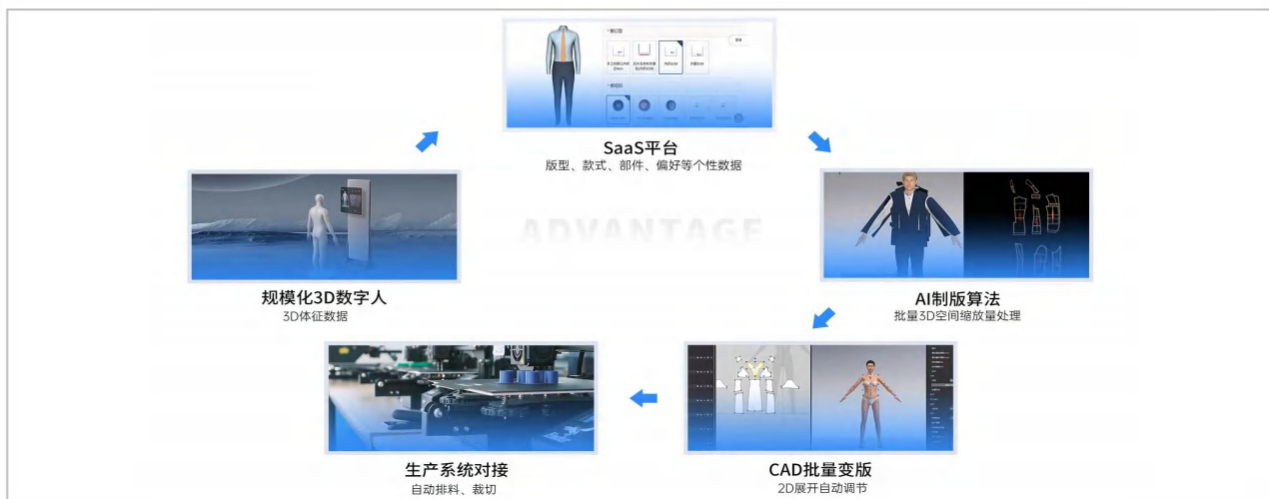 SaaS平台
版型、款式、部件、偏好等个性数据
ADVANTAGE
规模化3D数字人
3D体征数据
AI制版算法
批量3D空间缩放量处理
生产系统对接
自动排料、裁切
CAD批量变版
2D展开自动调节